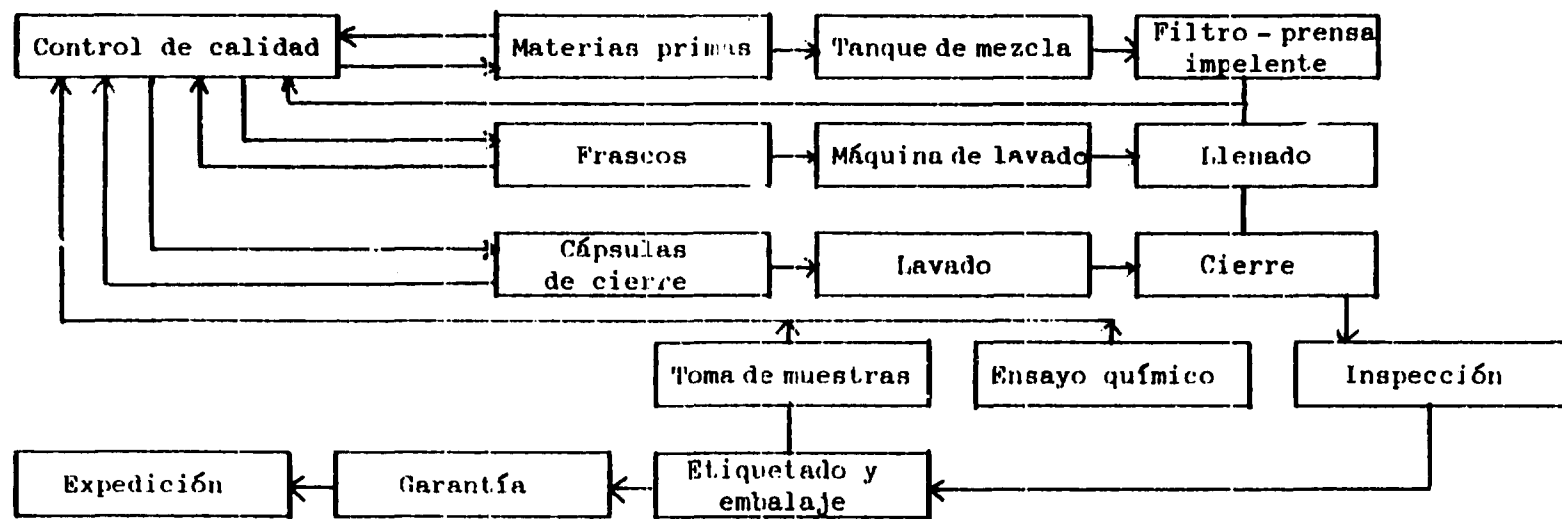 Control de calidad
Materias primas
Tanque de mezcla
Filtro - prensa
impelente
Frascos
Máquina de lavado
Llenado
Cápsulas
de cierre
Lavado
Cierre
Toma de muestras
Ensayo químico
Inspección
Expedición
Garantía
Etiquetado y
embalaje